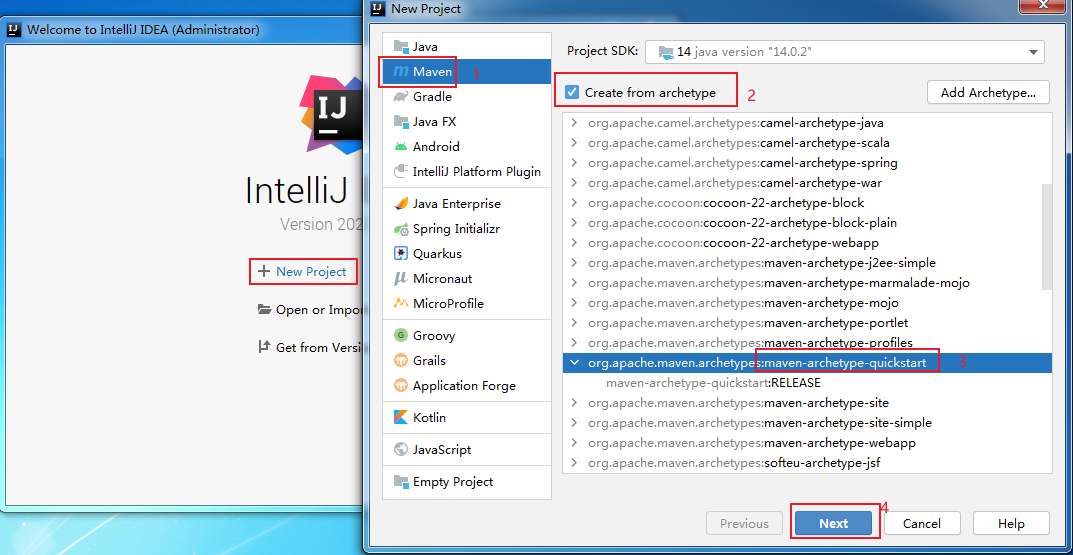 Welcome to IntelliJ IDEA (Administrator)
IJ
IntelliJ
Version 202
New Project
Open or Impor
Get from Versi
New Project
Java
Maven 1
Gradle
Java FX
Android
IntelliJ Platform Plugin
Java Enterprise
Spring Initializr
Quarkus
Micronaut
MicroProfile
Groovy
Grails
Application Forge
Kotlin
JavaScript
Empty Project
Project SDK: 14 java version "14.0.2"
Create from archetype 2 Add Archetype...
org.apache.camel.archetypes:camel-archetype-java
org.apache.camel.archetypes:camel-archetype-scala
org.apache.camel.archetypes:camel-archetype-spring
org.apache.camel.archetypes:camel-archetype-war
org.apache.cocoon:cocoon-22-archetype-block
org.apache.cocoon:cocoon-22-archetype-block-plain
org.apache.cocoon:cocoon-22-archetype-webapp
org.apache.maven.archetypes:maven-archetype-j2ee-simple
org.apache.maven.archetypes:maven-archetype-marmalade-mojo
org.apache.maven.archetypes:maven-archetype-mojo
org.apache.maven.archetypes:maven-archetype-portlet
org.apache.maven.archetypes:maven-archetype-profiles
org.apache.maven.archetypes:maven-archetype-quickstart 3
maven-archetype-quickstart:RELEASE
org.apache.maven.archetypes:maven-archetype-site
org.apache.maven.archetypes:maven-archetype-site-simple
org.apache.maven.archetypes:maven-archetype-webapp
org.apache.maven.archetypes:softeu-archetype-jsf
Previous Next 4 Cancel Help